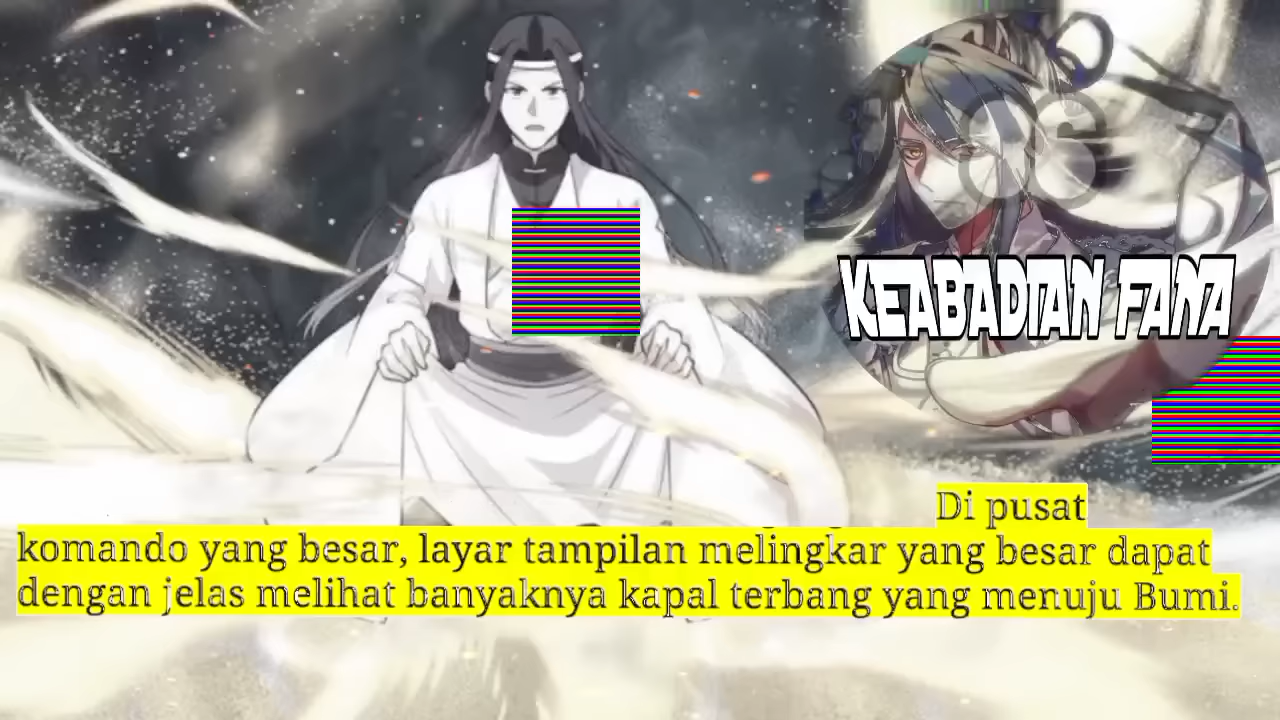 KEABADIAN FANA
Di pusat
komando yang besar, layar tampilan melingkar yang besar dapat
dengan jelas melihat banyaknya kapal terbang yang menuju Bumi.